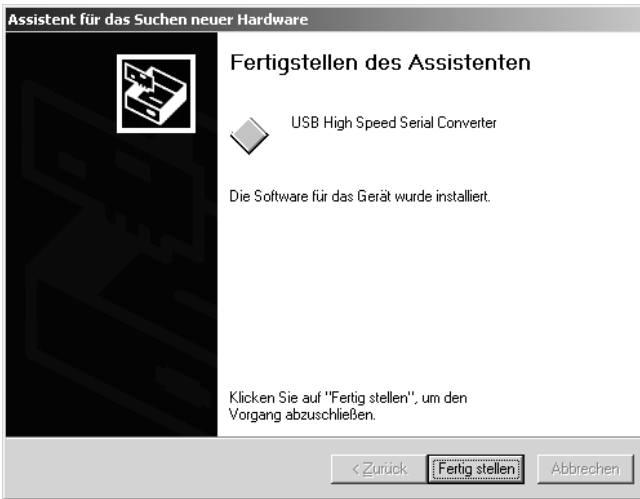 Assistent für das Suchen neuer Hardware
Fertigstellen des Assistenten
USB High Speed Serial Converter
Die Software für das Gerät wurde installiert.
Klicken Sie auf "Fertig stellen", um den
Vorgang abzuschließen.
< Zurück Fertig stellen Abbrechen